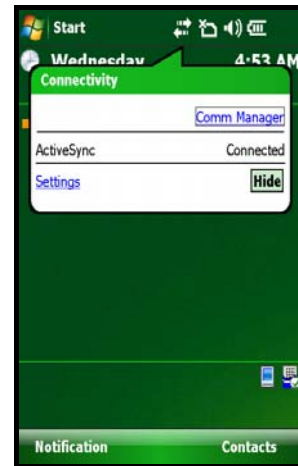 Start
Wednesday 4:53 AM
Connectivity
Comm Manager
ActiveSync Connected
Settings Hide
Notification Contacts